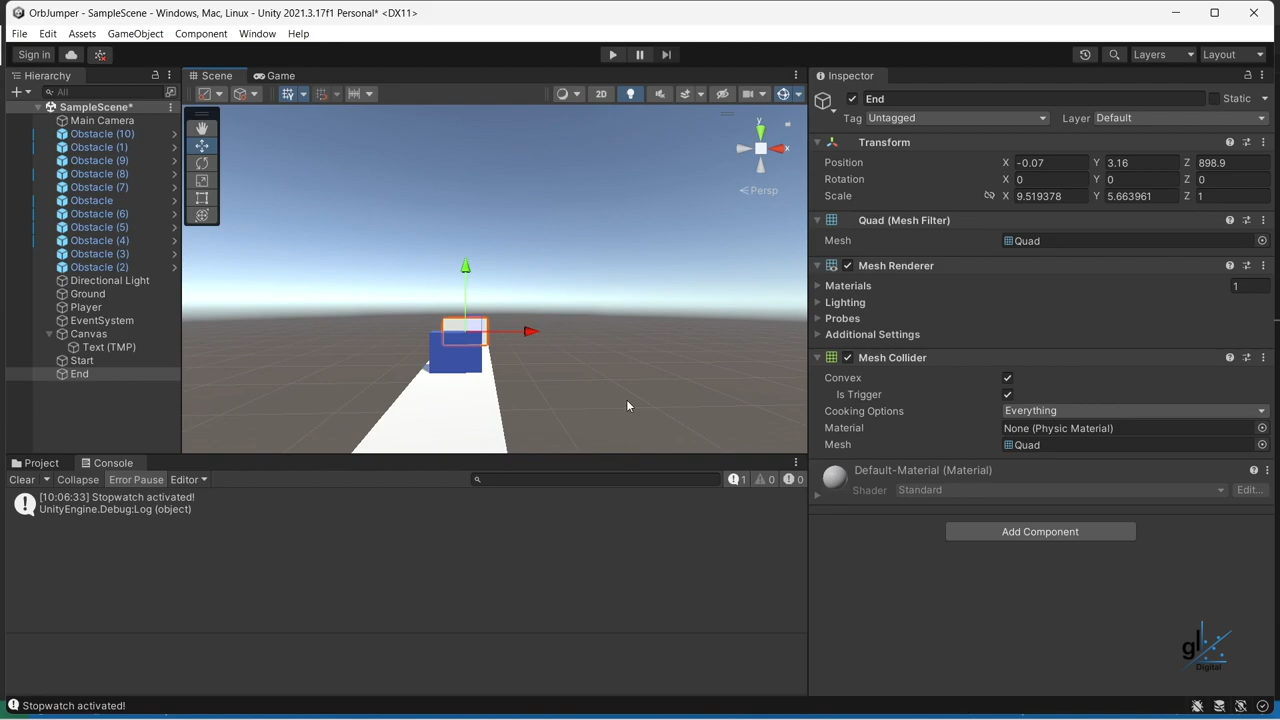 OrbJumper - SampleScene - Windows, Mac, Linux - Unity 2021.3.17f1 Personal* <DX11>
File Edit Assets GameObject Component Window Help
Sign in Layers Layout
Hierarchy
All
SampleScene*
Main Camera
Obstacle (10)
Obstacle (1)
Obstacle (9)
Obstacle (8)
Obstacle (7)
Obstacle
Obstacle (6)
Obstacle (5)
Obstacle (4)
Obstacle (3)
Obstacle (2)
Directional Light
Ground
Player
EventSystem
Canvas
Text (TMP)
Start
End
Scene Game
2D
y
x
Persp
Inspector
End Static
Tag Untagged Layer Default
Transform
Position X -0.07 Y 3.16 Z 898.9
Rotation X 0 Y 0 Z 0
Scale X 9.519378 Y 5.663961 Z 1
Quad (Mesh Filter)
Mesh Quad
Mesh Renderer
Materials 1
Lighting
Probes
Additional Settings
Mesh Collider
Convex
Is Trigger
Cooking Options Everything
Material None (Physic Material)
Mesh Quad
Default-Material (Material)
Shader Standard Edit...
Add Component
Project Console
Clear Collapse Error Pause Editor 1 0 0
[10:06:33] Stopwatch activated!
UnityEngine.Debug:Log (object)
gl
Digital
Stopwatch activated!